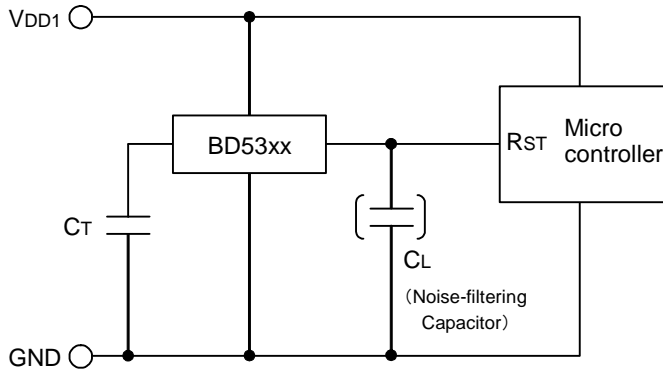 VDD1
BD53xx
RST
Micro
controller
CT
CL
（Noise-filtering
Capacitor）
GND